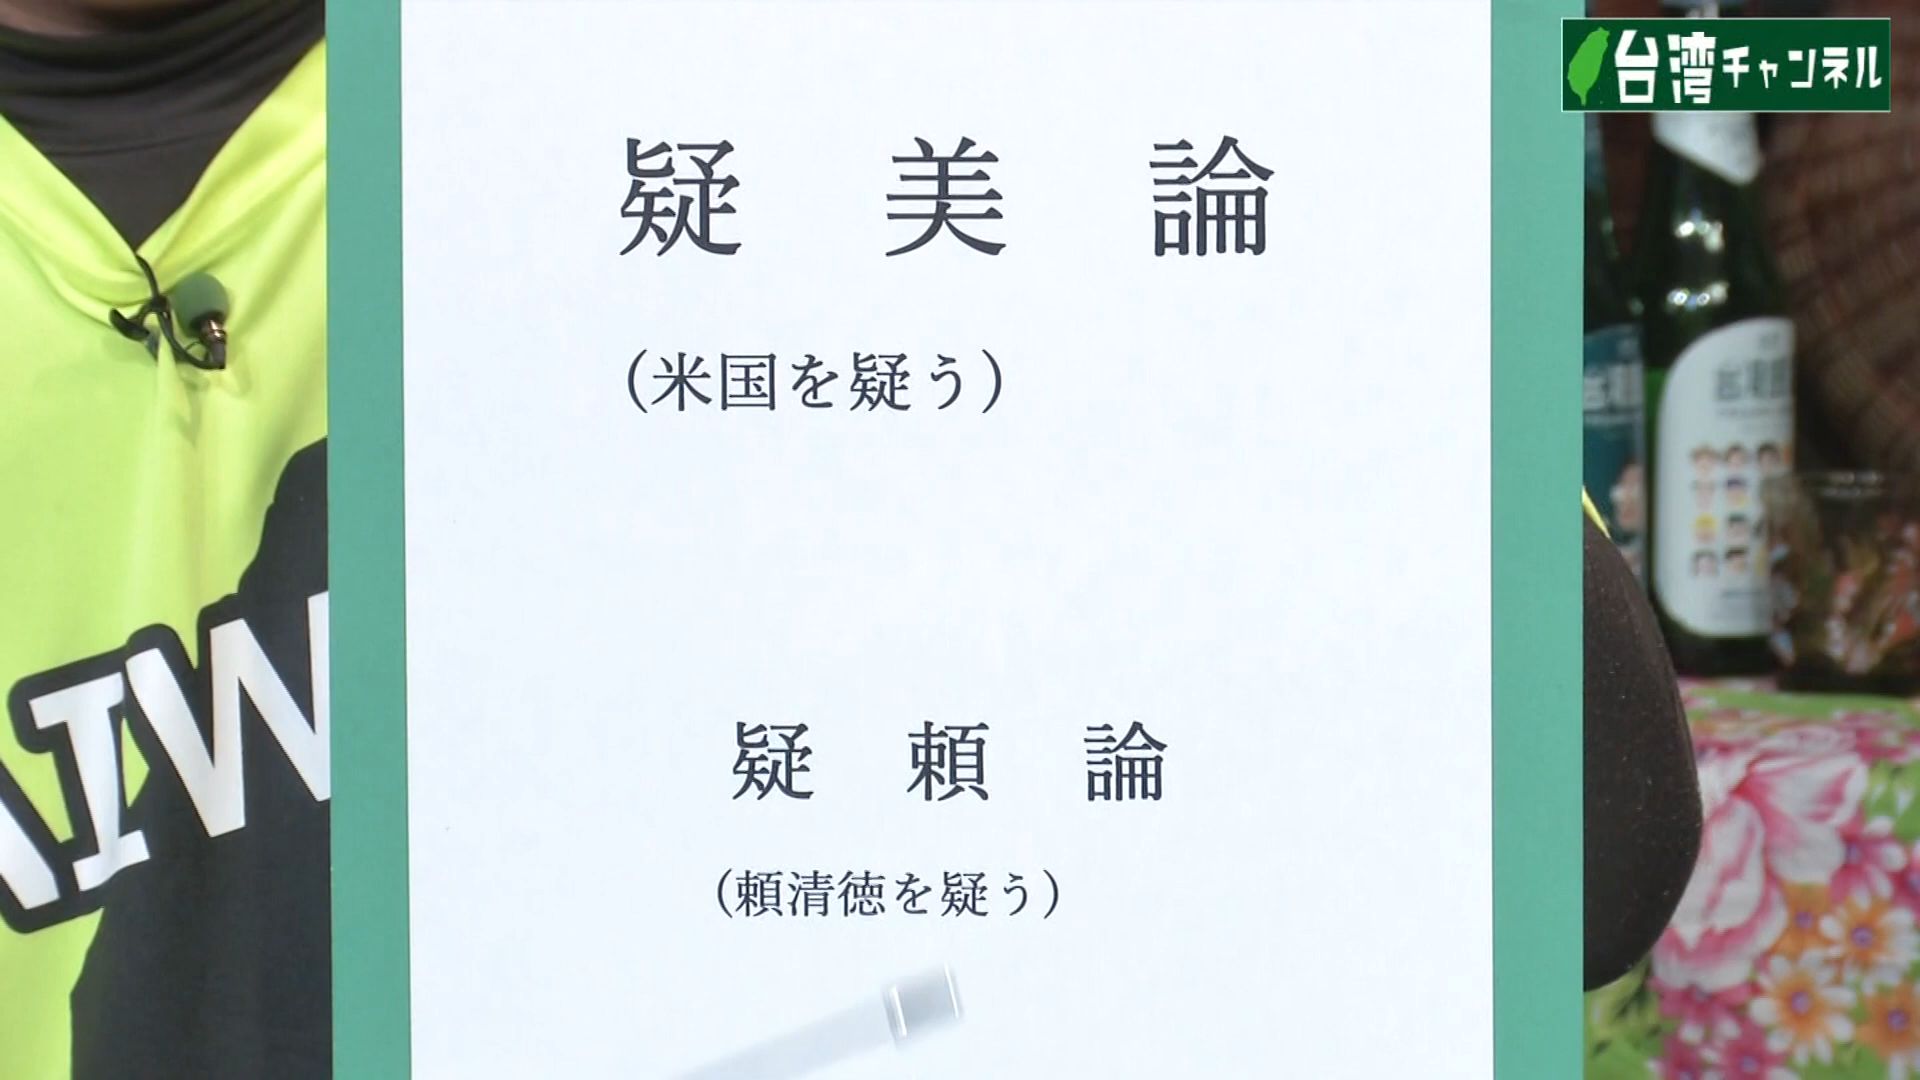 台湾チャンネル
疑 美 論
（米国を疑う）
疑 頼 論
（頼清徳を疑う）
AIW